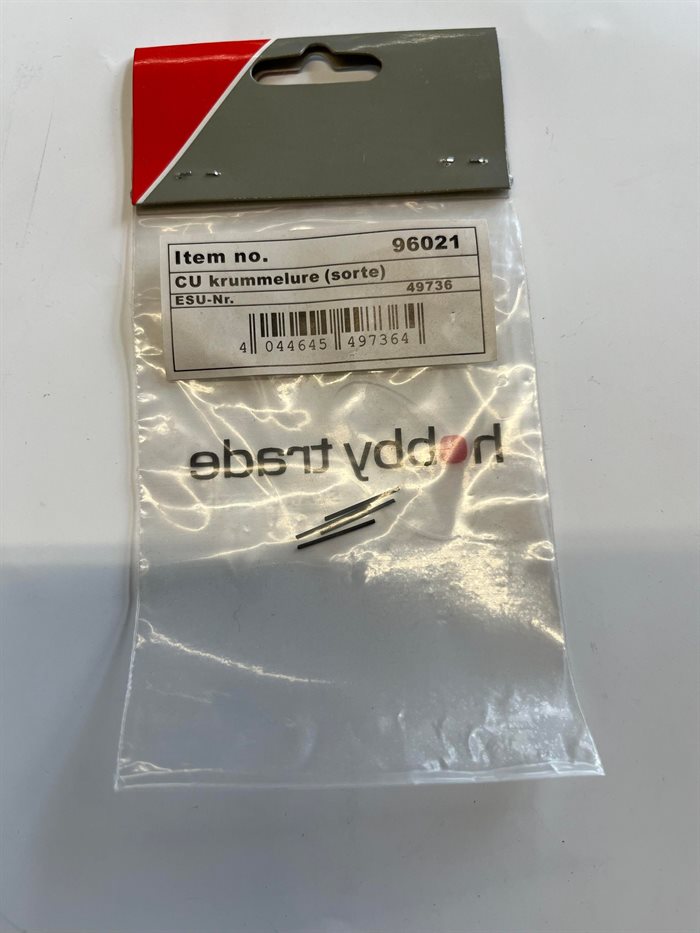 Item no. 96021
CU krummelure (sorte)
ESU-Nr. 49736
4 044645 497364
hobby trade